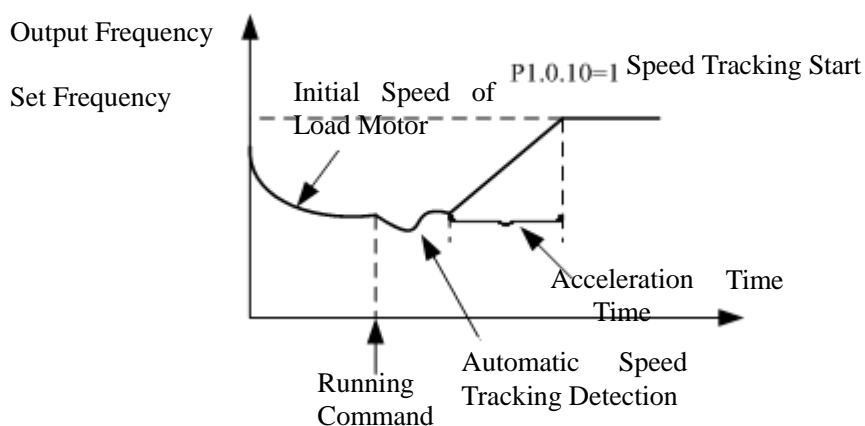 Output Frequency
P1.0.10=1 Speed Tracking Start
Set Frequency
Initial Speed of
Load Motor
Acceleration Time
Time
Automatic Speed
Tracking Detection
Running
Command